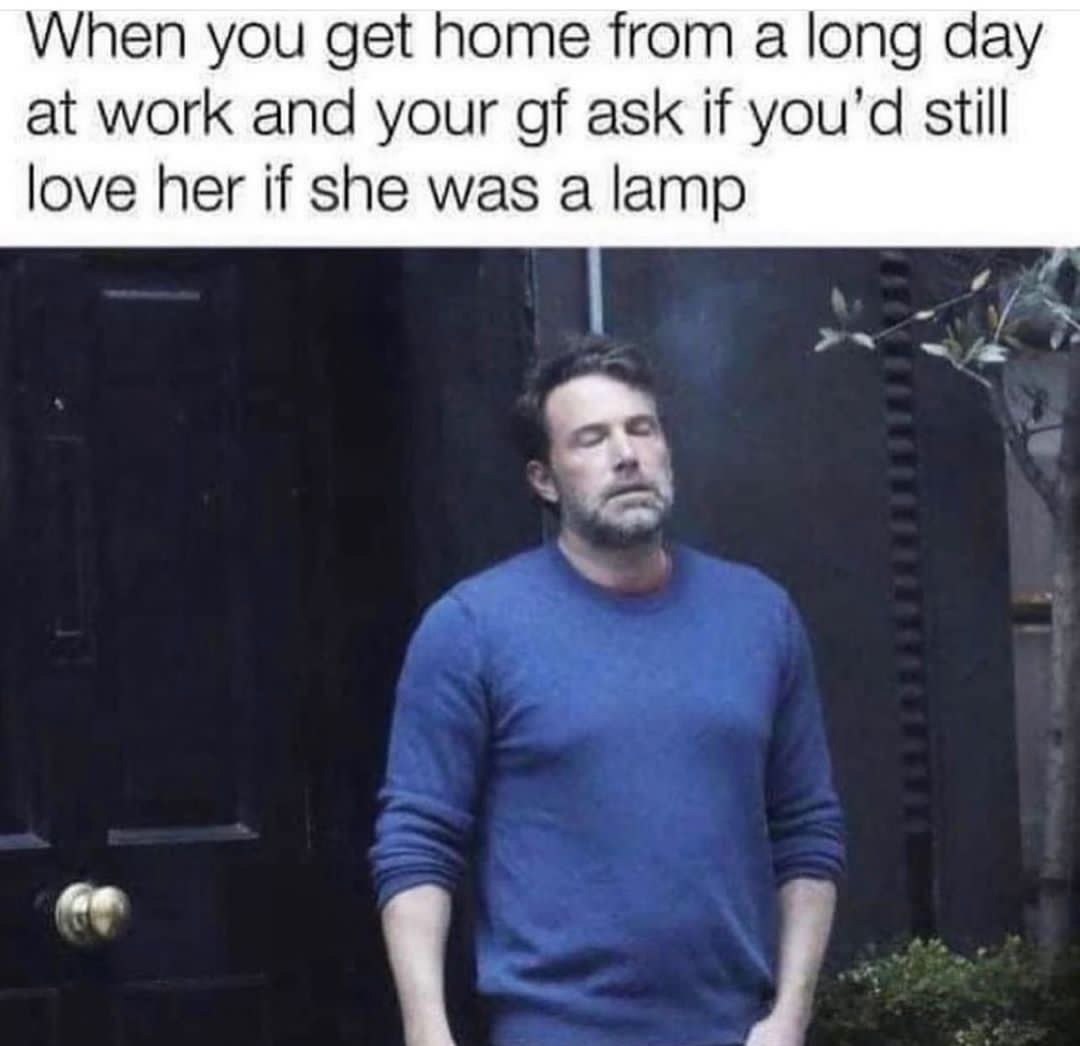 When you get home from a long day
at work and your gf ask if you’d still
love her if she was a lamp